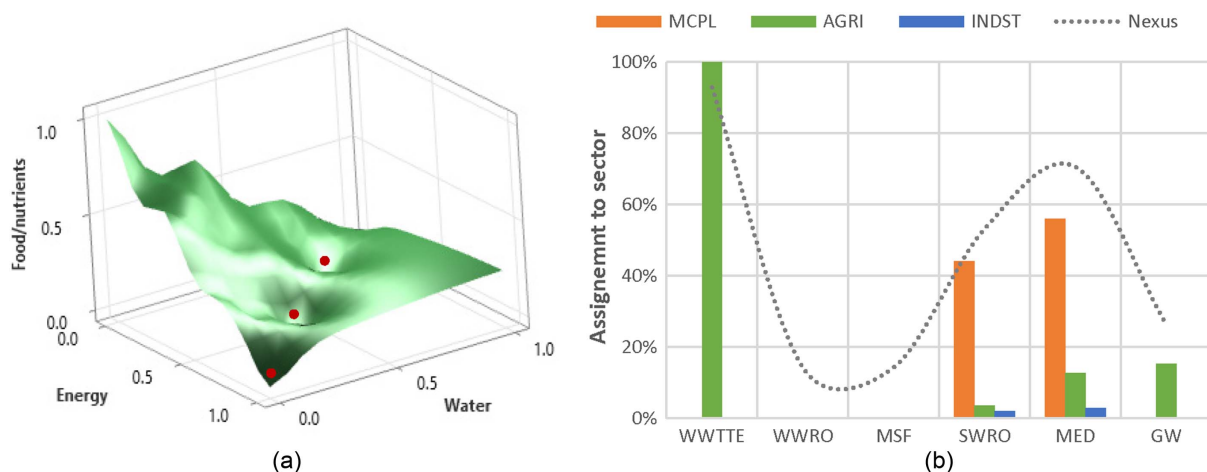 1.0
0.5
0.0
Food/nutrients
0.0
0.5
1.0
Energy
0.0
0.5
1.0
Water
(a)
MCPL AGRI INDST Nexus
100%
80%
60%
40%
20%
0%
Assignemnt to sector
WWTTE WWRO MSF SWRO MED GW
(b)